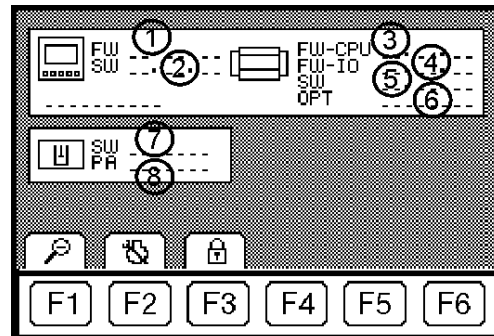 FW 1 FW-CPU 3
SW 2 FW-IO 4
SW 5
OPT 6
SW 7
PA 8
F1 F2 F3 F4 F5 F6